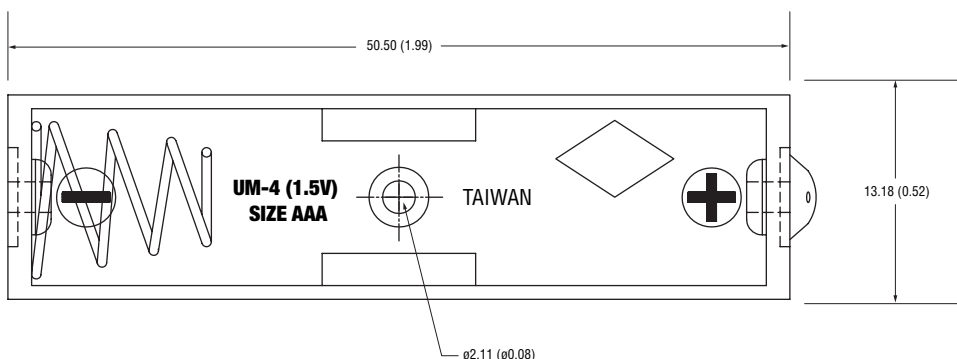 50.50 (1.99)
13.18 (0.52)
UM-4 (1.5V)
SIZE AAA
TAIWAN
ø2.11 (ø0.08)